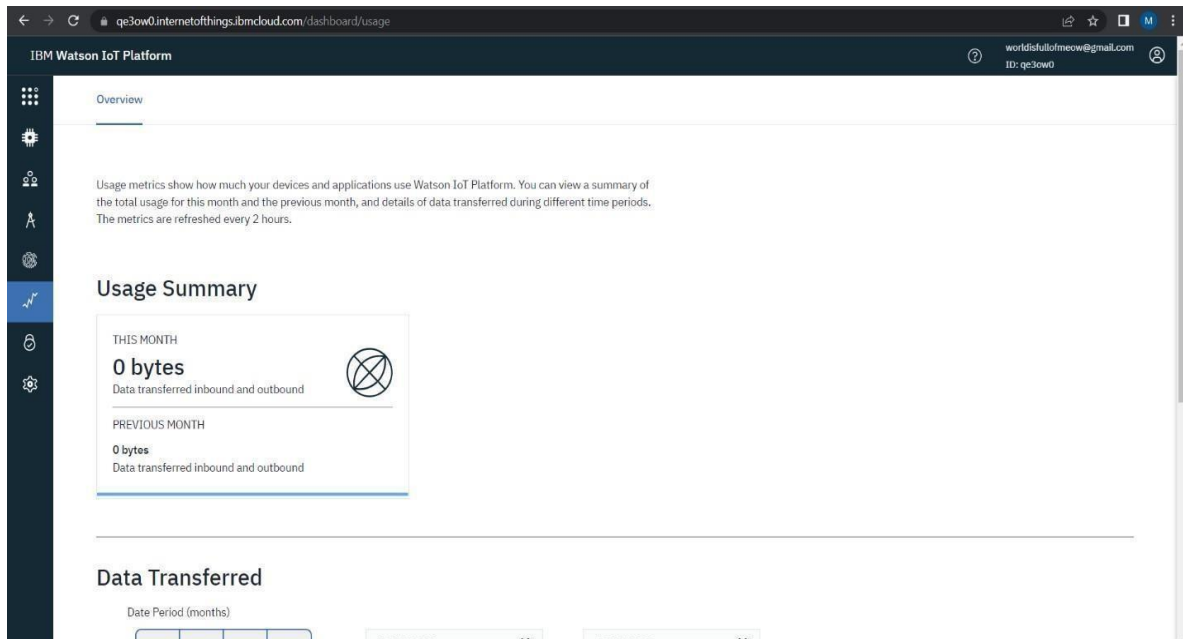 qe3ow0.internetofthings.ibmcloud.com/dashboard/usage
M
IBM Watson IoT Platform
worldisfullofmeow@gmail.com
ID: qe3ow0
Overview
Usage metrics show how much your devices and applications use Watson IoT Platform. You can view a summary of
the total usage for this month and the previous month, and details of data transferred during different time periods.
The metrics are refreshed every 2 hours.
Usage Summary
THIS MONTH
0 bytes
Data transferred inbound and outbound
PREVIOUS MONTH
0 bytes
Data transferred inbound and outbound
Data Transferred
Date Period (months)